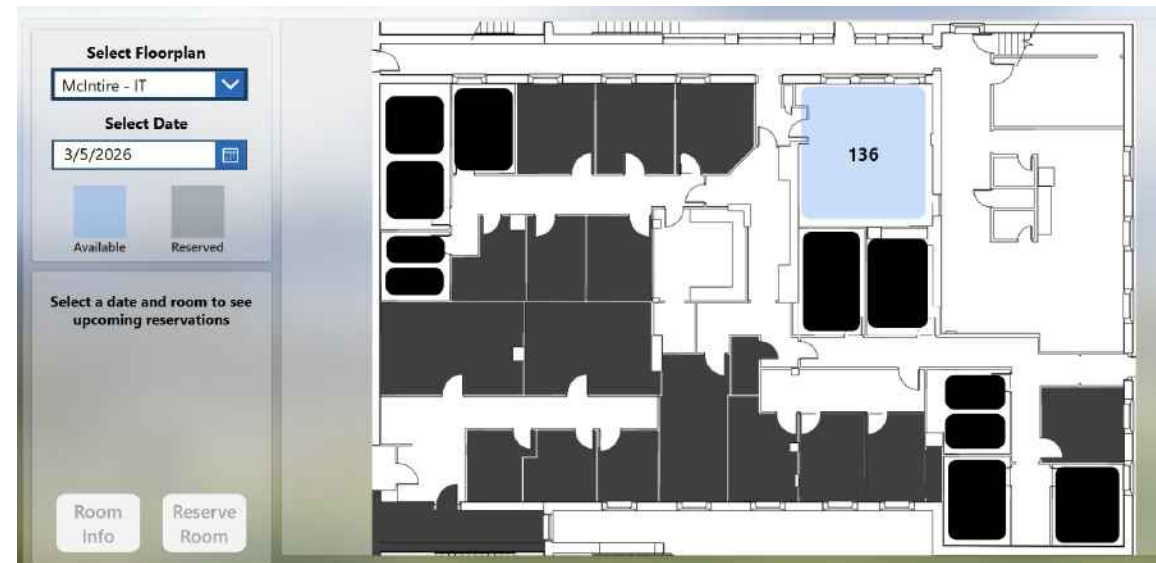 Select Floorplan
McIntire - IT
Select Date
3/5/2026
Available
Reserved
Select a date and room to see
upcoming reservations
Room
Info
Reserve
Room
136